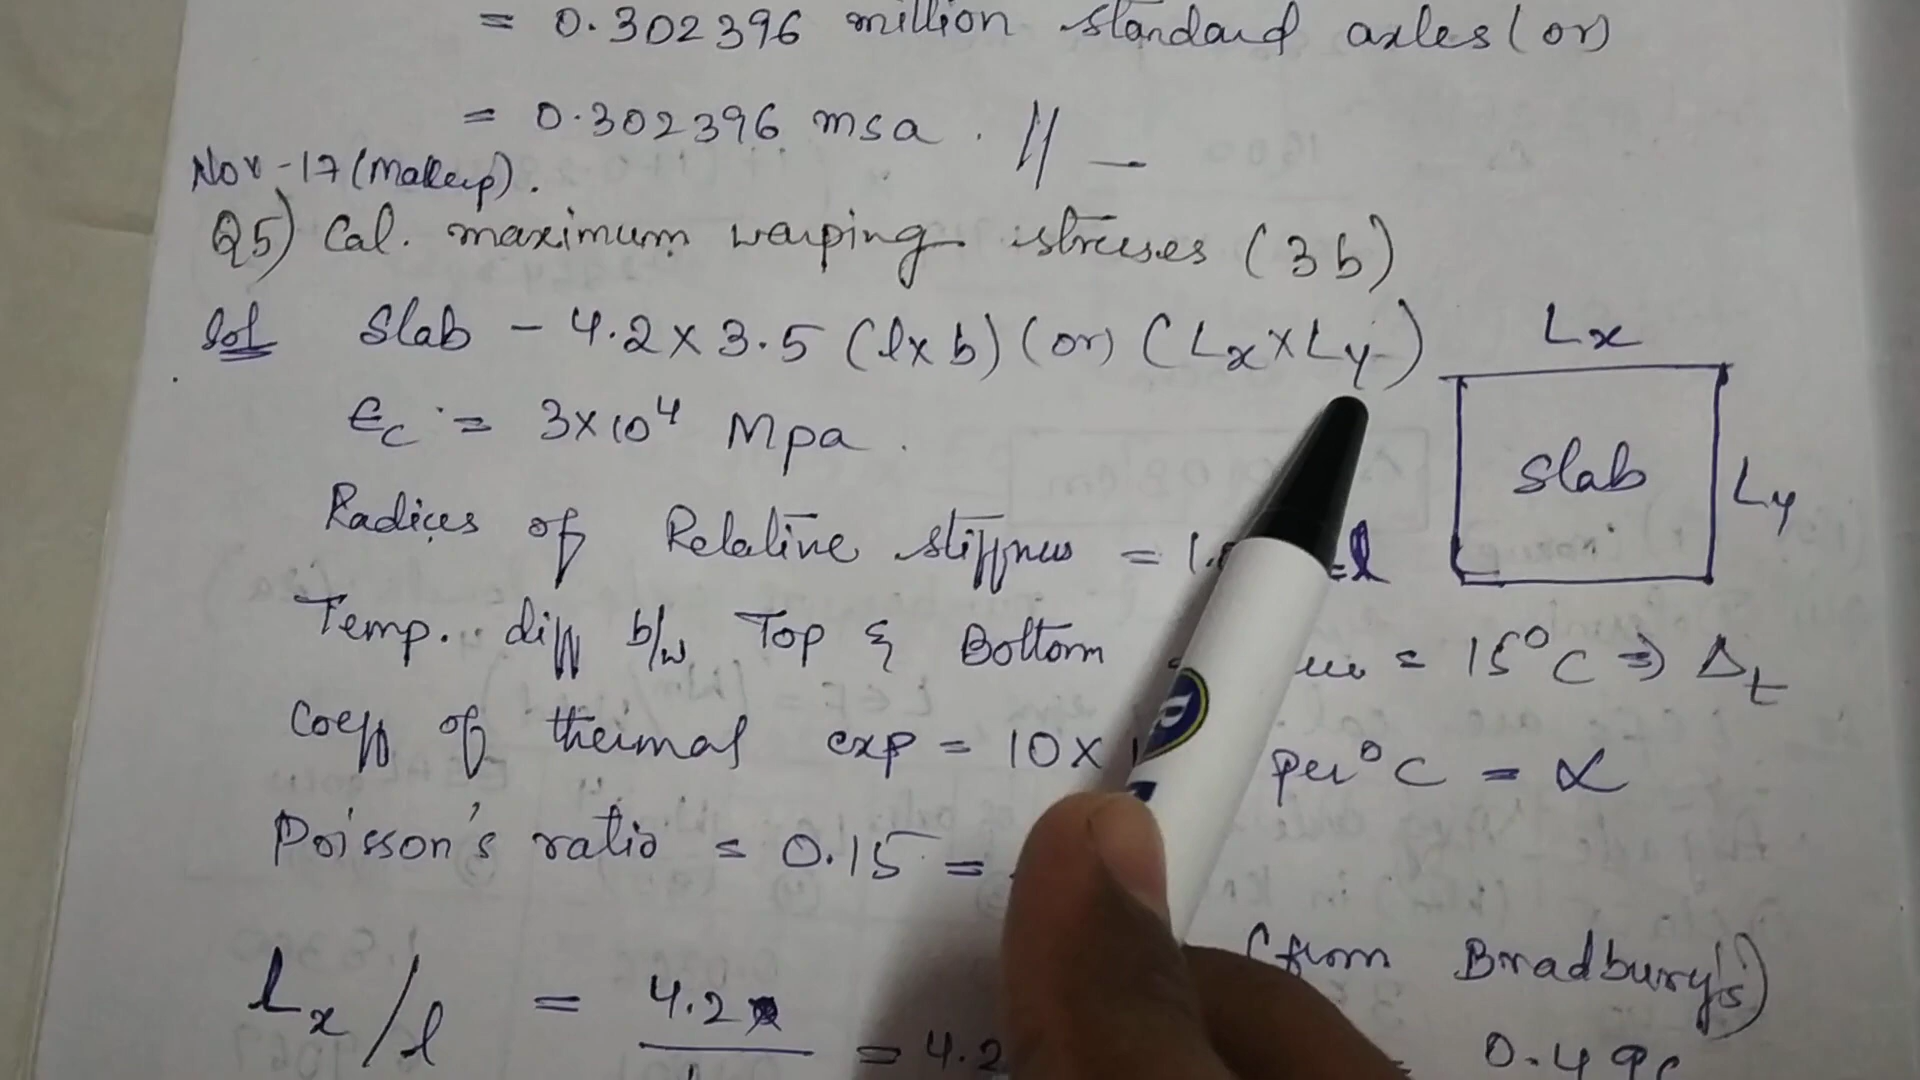 = 0.302396 million standard axles (or)
= 0.302396 msa. //
Nov-17 (Makeup).
Q5) Cal. maximum warping stresses (3b)
Sol Slab - 4.2 x 3.5 (l x b) (or) (Lx x Ly)
Lx
Slab
Ly
Ec = 3x10⁴ Mpa.
Radices of Relative stiffness = 1. = l
Temp. diff b/w Top & Bottom = 15°C => Δt
Coeff of thermal exp = 10 x per°C = α
Poisson's ratio = 0.15 =
(from Bradbury's)
Lx/l = 4.2 = 4.2